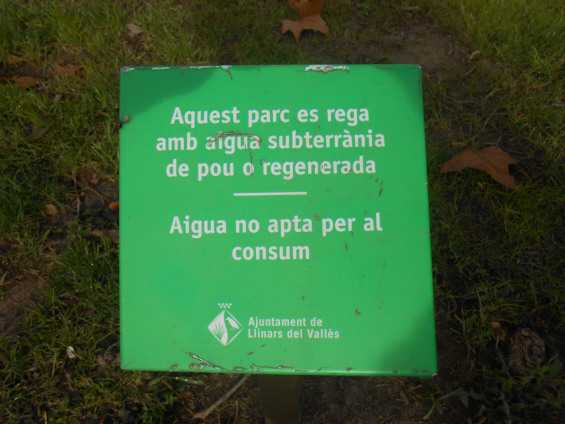 Aquest parc es rega
amb aigua subterrània
de pou o regenerada
Aigua no apta per al
consum
Ajuntament de
Llinars del Vallès